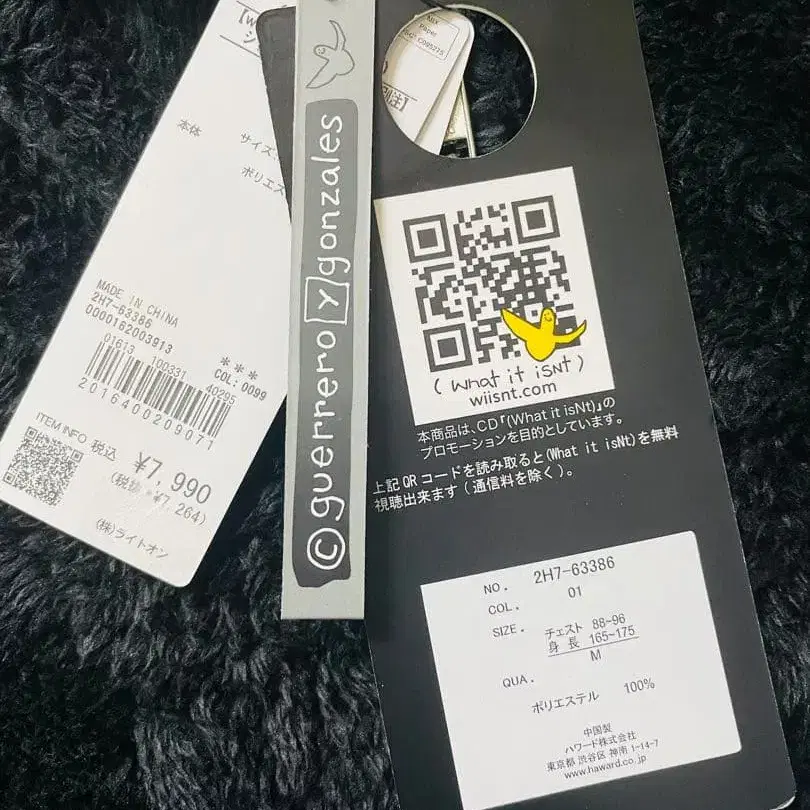 本体
サイズ:
ポリエス
MADE IN CHINA
2H7-63386
0000162003913
***
COL: 0099
01613 100331 40295
2016400209071
ITEM INFO
税込 ¥7,990
(税抜 ¥7,264)
(株)ライトオン
©guerrero Y gonzales
Mix
Paper
(What it isNt)
wiisnt.com
本商品は、CD「(What it isNt)」の
プロモーションを目的としています。
上記QRコードを読み取ると(What it isNt)を無料
視聴出来ます(通信料を除く)。
NO. 2H7-63386
COL. 01
SIZE. チェスト 88-96
身長 165-175
M
QUA.
ポリエステル 100%
中国製
ハワード株式会社
東京都 渋谷区 神南 1-14-7
www.haward.co.jp